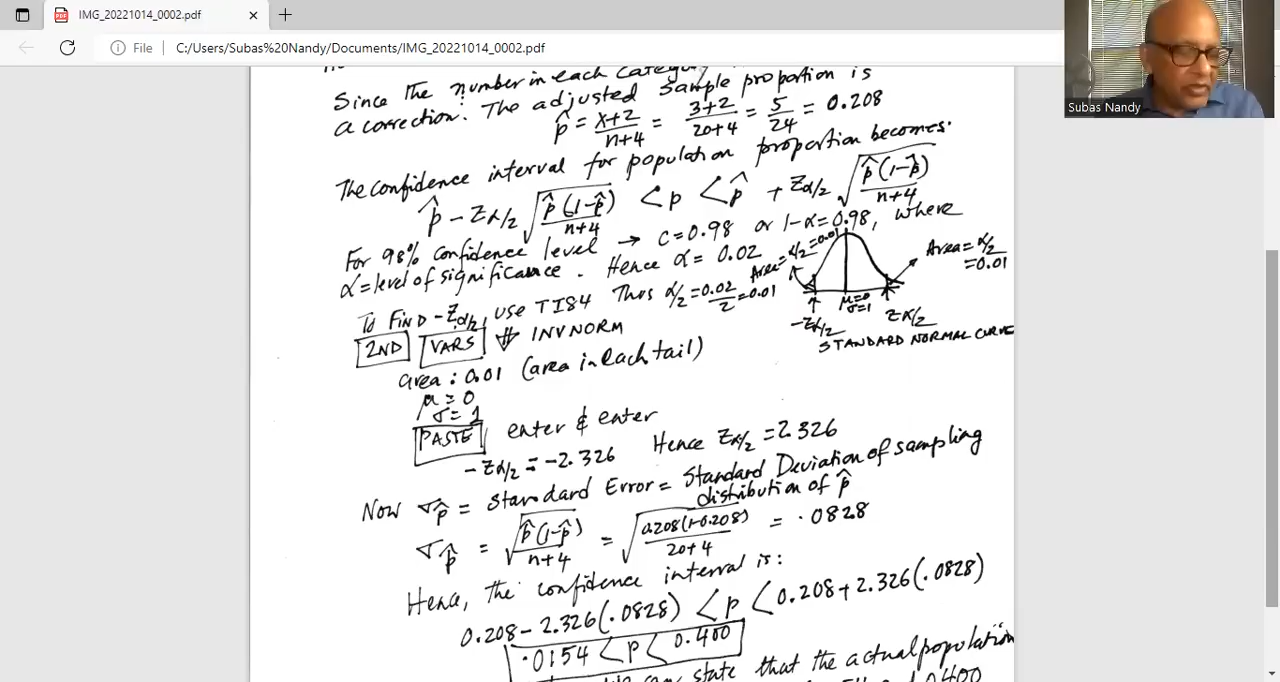 IMG_20221014_0002.pdf
File C:/Users/Subas%20Nandy/Documents/IMG_20221014_0002.pdf
Subas Nandy
Since the number in each Category
a correction. The adjusted sample proportion is
p̂ = x+2/n+4 = 3+2/20+4 = 5/24 = 0.208
The confidence interval for population proportion becomes.
p̂ - Zα/2 √p̂(1-p̂)/n+4 < p < p̂ + Zα/2 √p̂(1-p̂)/n+4
For 98% confidence level → c = 0.98 or 1-α = 0.98, where
α = level of significance. Hence α = 0.02
Thus α/2 = 0.02/2 = 0.01
Area = α/2 = 0.01
Area = α/2 = 0.01
μ=0
σ=1
-Zα/2
Zα/2
STANDARD NORMAL CURVE
To FIND -Zα/2, use TI84
2ND VARS INVNORM
area : 0.01 (area in each tail)
μ = 0
σ = 1
PASTE enter & enter
-Zα/2 = -2.326 Hence Zα/2 = 2.326
Now σp̂ = Standard Error = Standard Deviation of sampling
distribution of p̂
σp̂ = √p̂(1-p̂)/n+4 = √0.208(1-0.208)/20+4 = .0828
Hence, the confidence interval is:
0.208 - 2.326(.0828) < p < 0.208 + 2.326(.0828)
.0154 < p < 0.400
state that the actual population
0.400